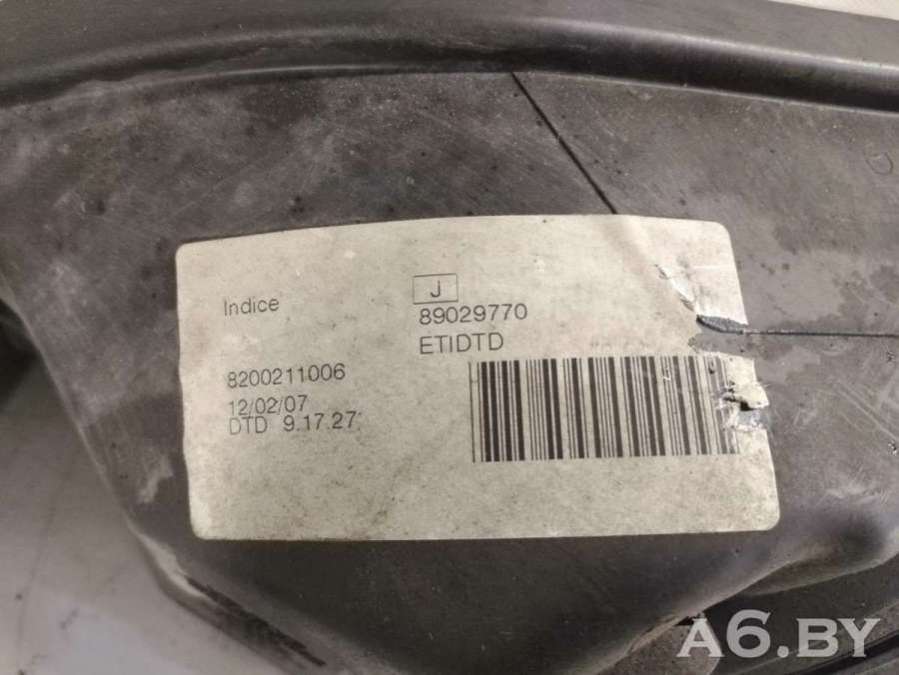 Indice
J
89029770
ETIDTD
8200211006
12/02/07
DTD 9.17.27
A6.BY